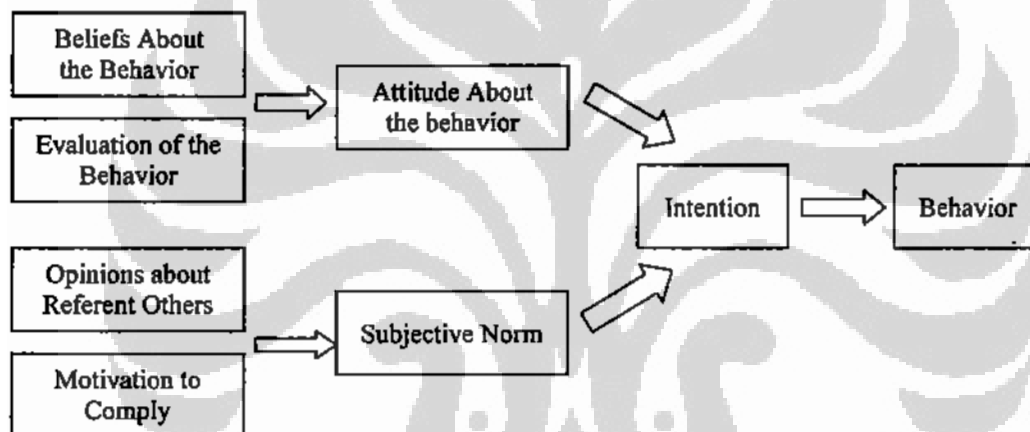 Beliefs About
the Behavior
Evaluation of the
Behavior
Attitude About
the behavior
Opinions about
Referent Others
Motivation to
Comply
Subjective Norm
Intention
Behavior